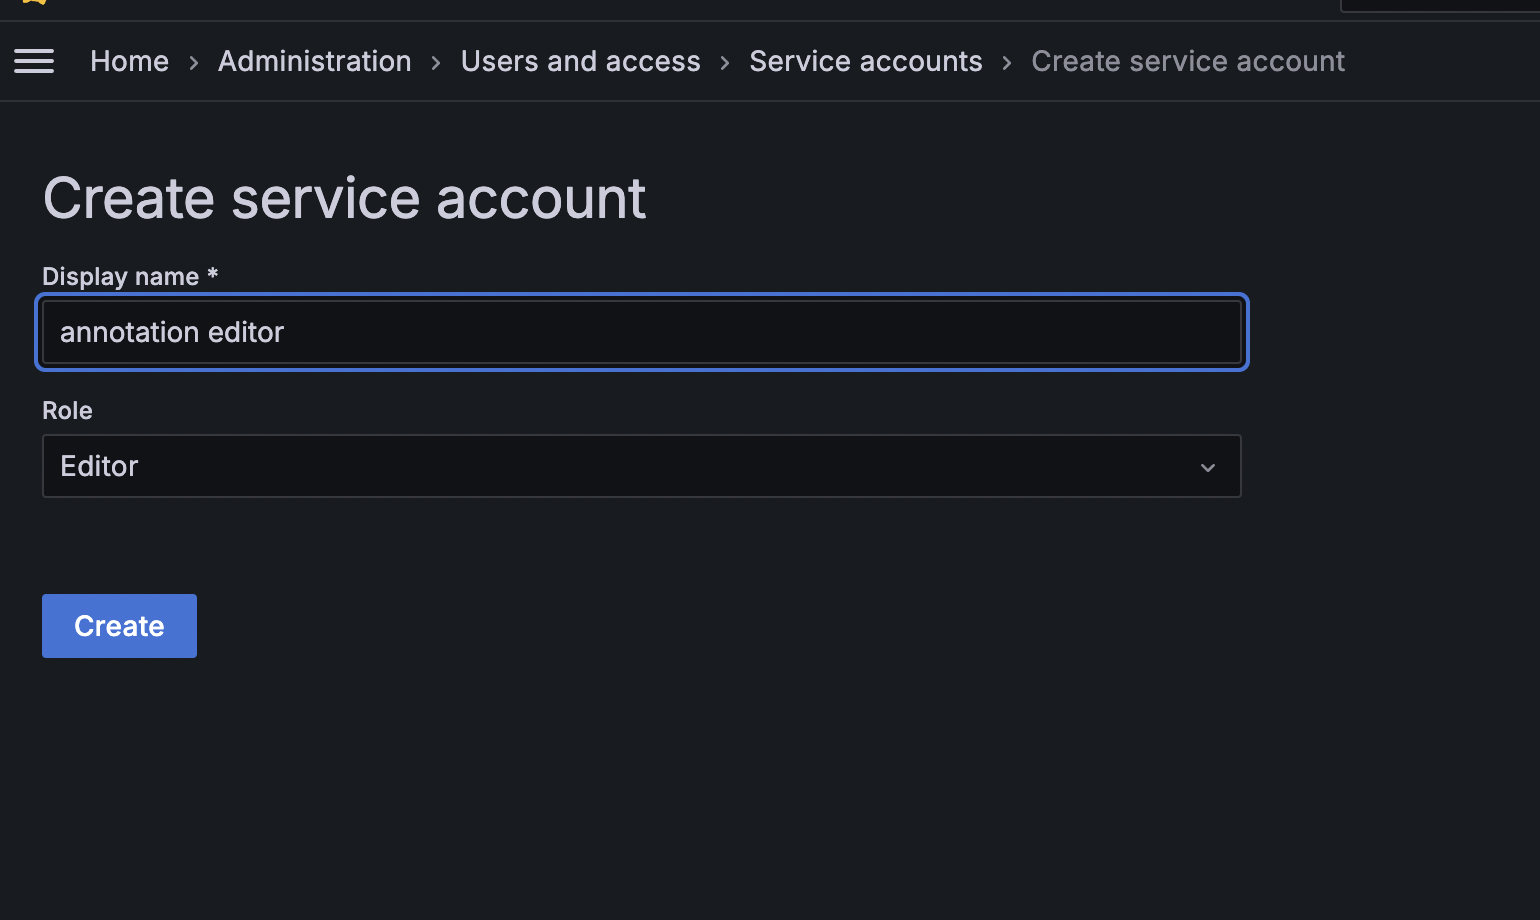 Home › Administration › Users and access › Service accounts › Create service account
Create service account
Display name *
annotation editor
Role
Editor
Create